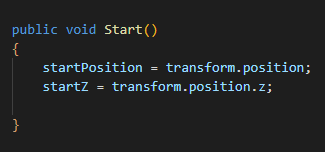 public void Start()
{
    startPosition = transform.position;
    startZ = transform.position.z;
}